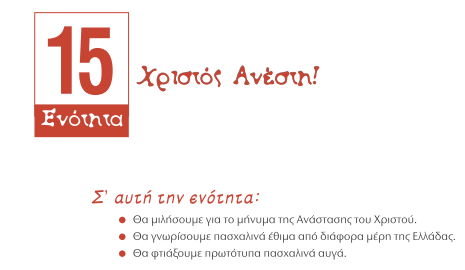 15
Ενότητα
Χριστός Ανέστη!
Σ' αυτή την ενότητα:
● Θα μιλήσουμε για το μήνυμα της Ανάστασης του Χριστού.
● Θα γνωρίσουμε πασχαλινά έθιμα από διάφορα μέρη της Ελλάδας.
● Θα φτιάξουμε πρωτότυπα πασχαλινά αυγά.